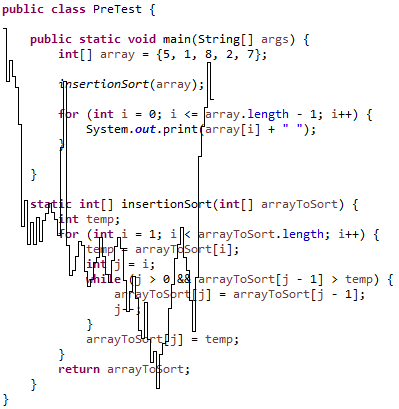 public class PreTest {
public static void main(String[] args) {
int[] array = {5, 1, 8, 2, 7};
insertionSort(array);
for (int i = 0; i <= array.length - 1; i++) {
System.out.print(array[i] + " ");
}
}
static int[] insertionSort(int[] arrayToSort) {
int temp;
for (int i = 1; i < arrayToSort.length; i++) {
temp = arrayToSort[i];
int j = i;
while (j > 0 && arrayToSort[j - 1] > temp) {
arrayToSort[j] = arrayToSort[j - 1];
j--;
}
arrayToSort[j] = temp;
}
return arrayToSort;
}
}